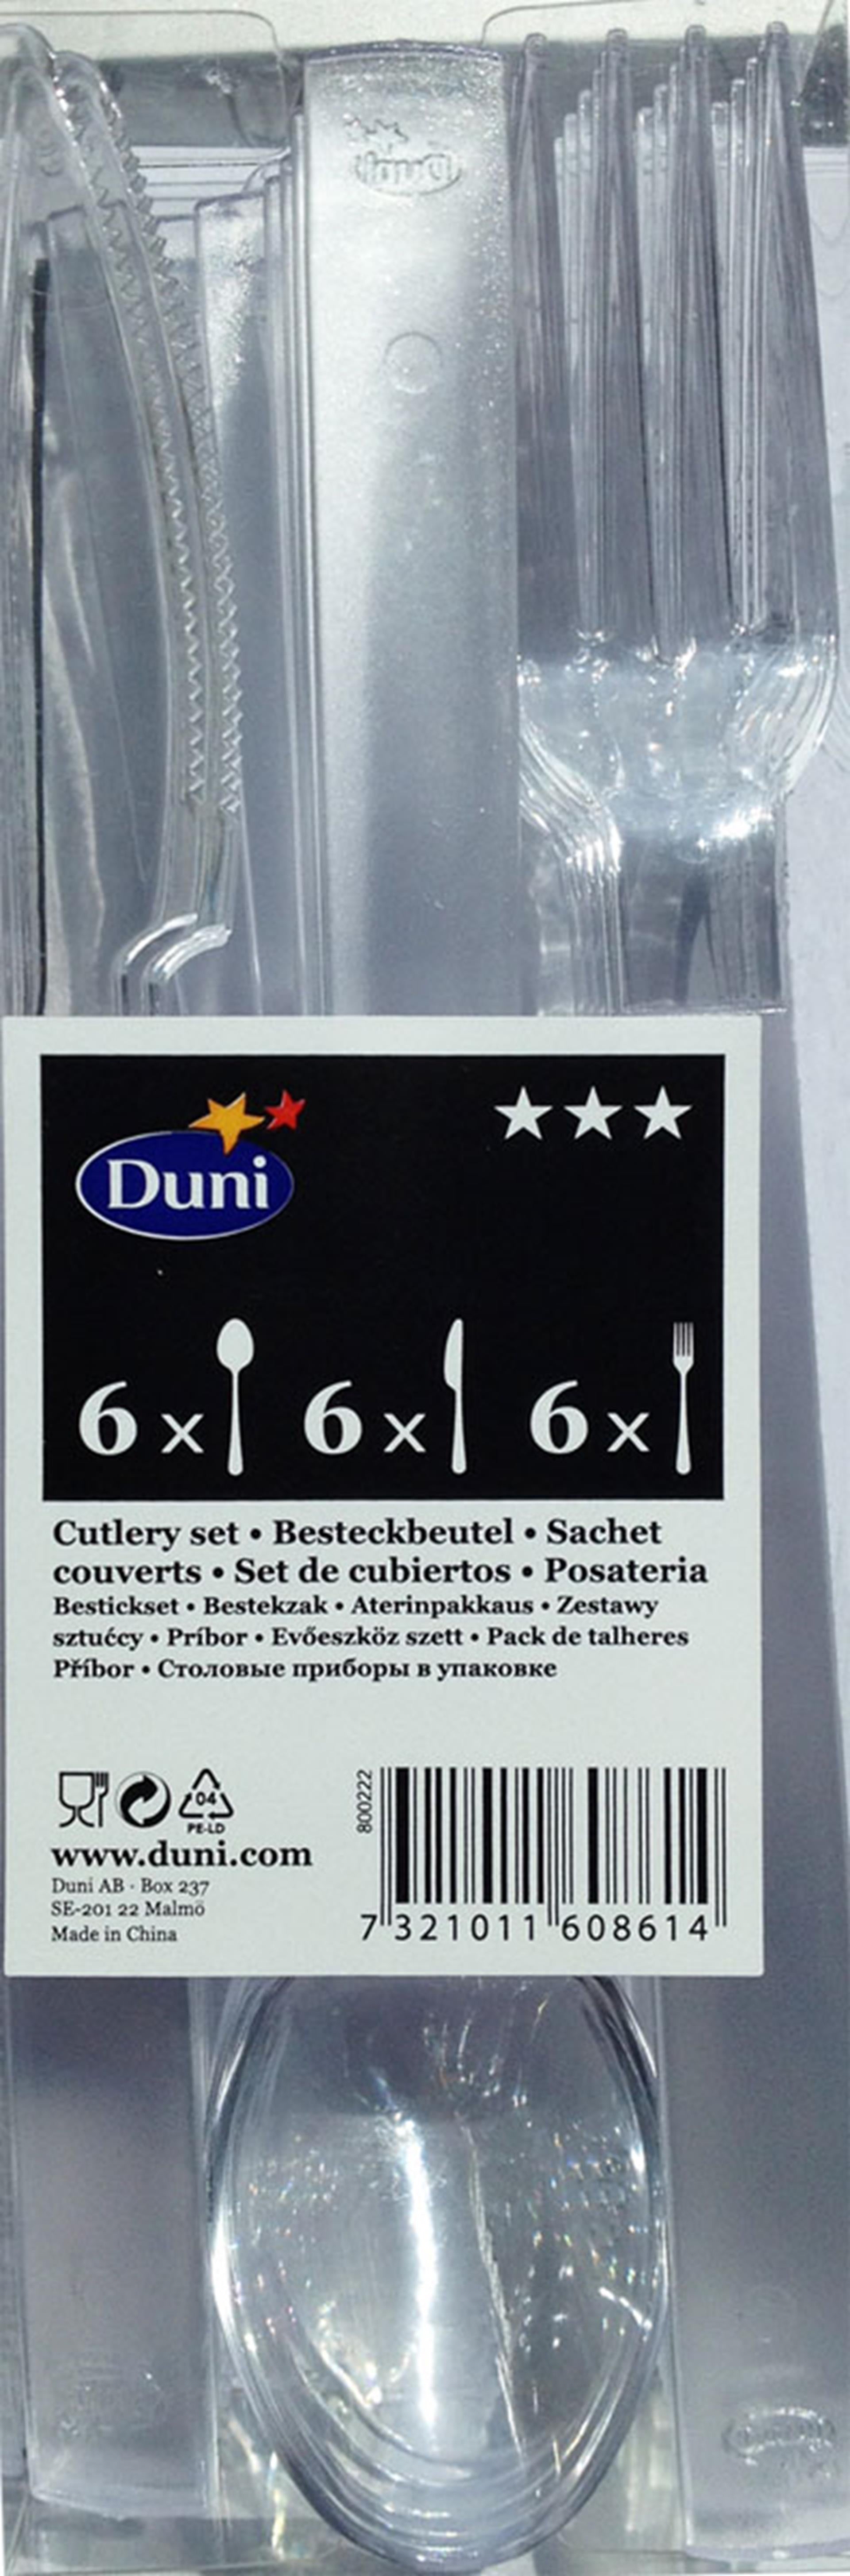 Duni
Duni
6 x 6 x 6 x
Cutlery set • Besteckbeutel • Sachet
couverts • Set de cubiertos • Posateria
Bestickset • Bestekzak • Aterinpakkaus • Zestawy
sztućcy • Príbor • Evőeszköz szett • Pack de talheres
Příbor • Столовые приборы в упаковке
04
PE-LD
www.duni.com
Duni AB · Box 237
SE-201 22 Malmö
Made in China
800222
7 321011 608614